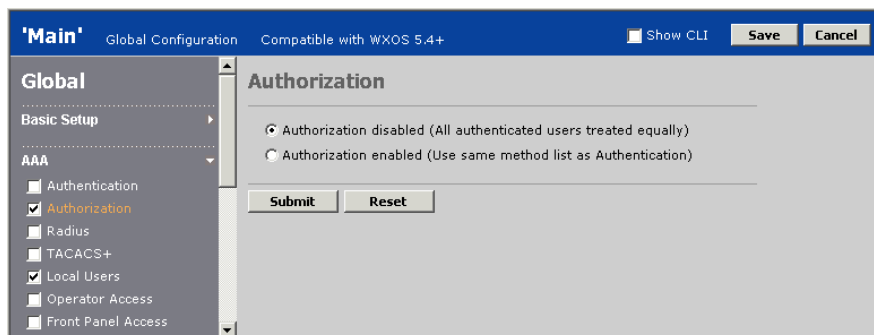 'Main' Global Configuration Compatible with WXOS 5.4+ Show CLI Save Cancel
Global
Basic Setup
AAA
Authentication
Authorization
Radius
TACACS+
Local Users
Operator Access
Front Panel Access
Authorization
Authorization disabled (All authenticated users treated equally)
Authorization enabled (Use same method list as Authentication)
Submit Reset